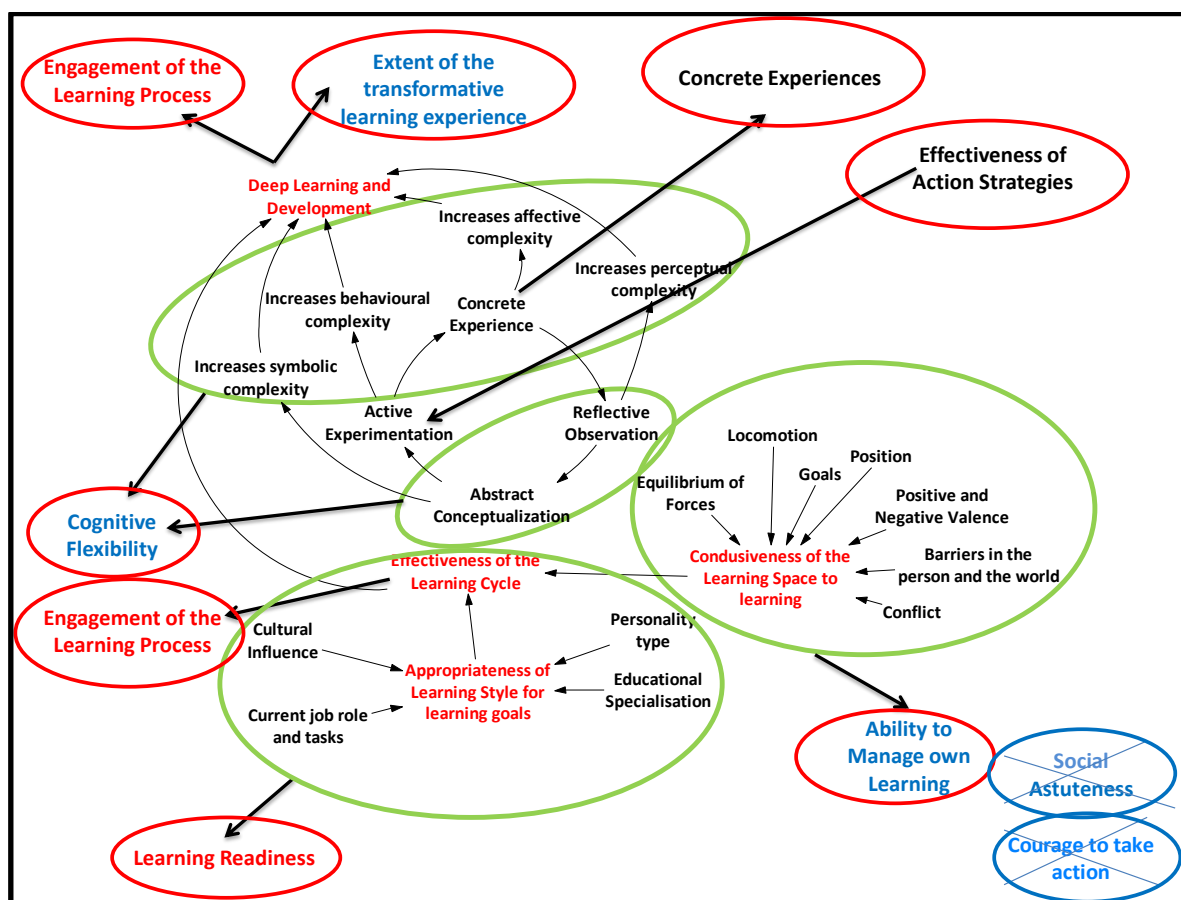 Engagement of the
Learning Process
Extent of the
transformative
learning experience
Concrete Experiences
Effectiveness of
Action Strategies
Deep Learning and
Development
Increases affective
complexity
Increases perceptual
complexity
Increases behavioural
complexity
Concrete
Experience
Increases symbolic
complexity
Active
Experimentation
Reflective
Observation
Abstract
Conceptualization
Locomotion
Position
Goals
Equilibrium of
Forces
Positive and
Negative Valence
Condusiveness of the
Learning Space to
learning
Barriers in the
person and the world
Conflict
Cognitive
Flexibility
Effectiveness of the
Learning Cycle
Engagement of the
Learning Process
Cultural
Influence
Personality
type
Appropriateness of
Learning Style for
learning goals
Educational
Specialisation
Current job role
and tasks
Ability to
Manage own
Learning
Social
Astuteness
Learning Readiness
Courage to take
action